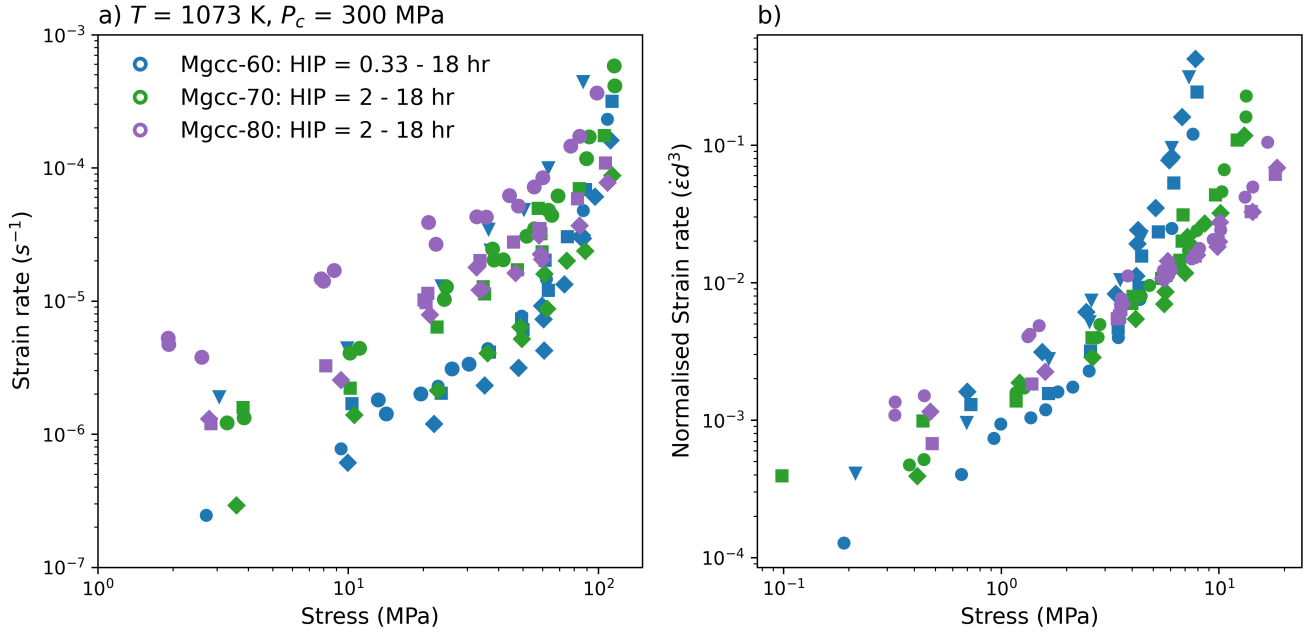 a) T = 1073 K, P_c = 300 MPa
10^−3
10^−4
10^−5
10^−6
10^−7
Strain rate (s^−1)
Mgcc-60: HIP = 0.33 - 18 hr
Mgcc-70: HIP = 2 - 18 hr
Mgcc-80: HIP = 2 - 18 hr
10^0
10^1
10^2
Stress (MPa)
b)
10^−1
10^−2
10^−3
10^−4
Normalised Strain rate (ε̇d^3)
10^−1
10^0
10^1
Stress (MPa)